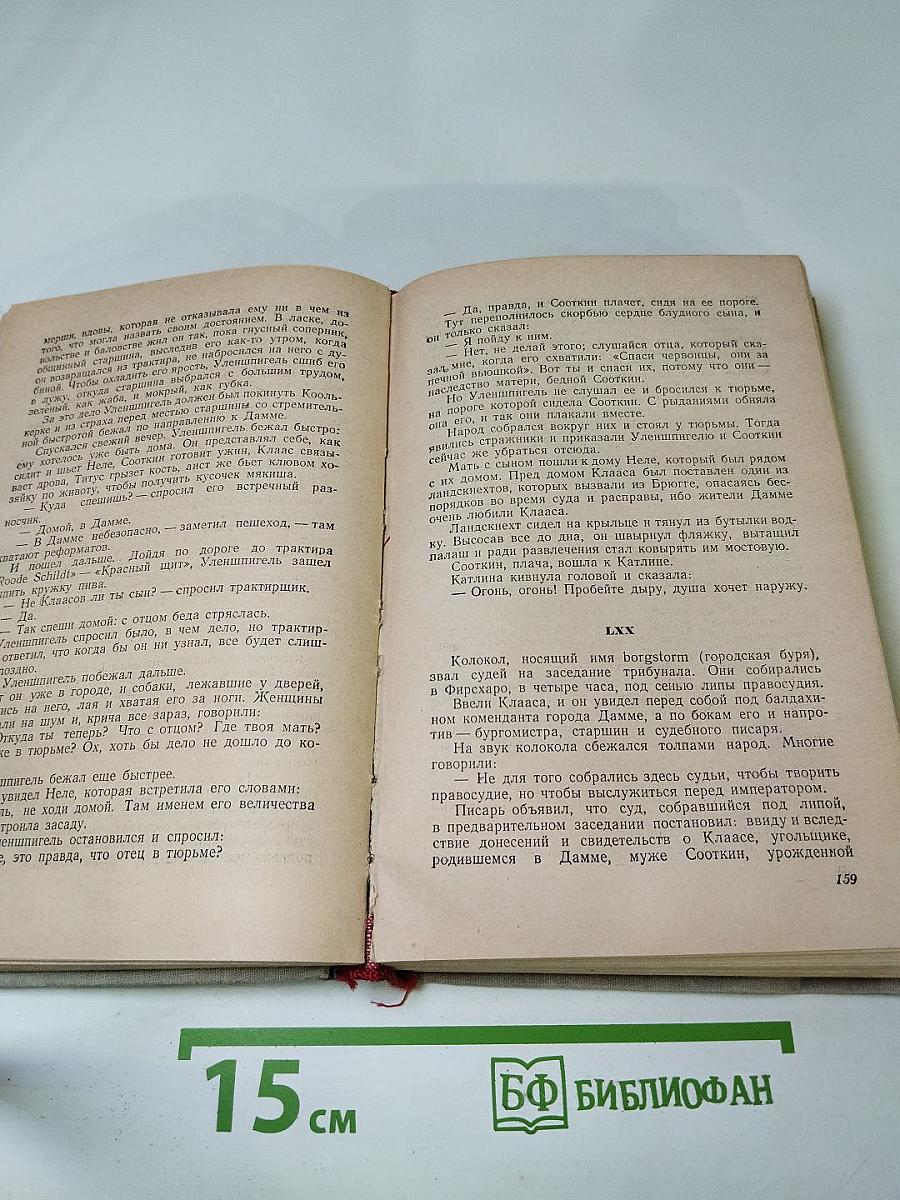 мерши, вдовы, которая не отказывала ему ни в чем из
того, что могла назвать своим достоянием. В ласке, до-
вольстве и баловстве жил он так, пока гнусный соперник,
общинный старшина, выследив его как-то утром, когда
он возвращался из трактира, не набросился на него с ду-
биной. Чтобы охладить его ярость, Уленшпигель сшиб его
в лужу, откуда старшина выбрался с большим трудом,
зеленый, как жаба, и мокрый, как губка.
За это дело Уленшпигель должен был покинуть Кооль-
керке и из страха перед местью старшины со стремитель-
ной быстротой бежал по направлению к Дамме.
Спускался свежий вечер. Уленшпигель бежал быстро:
ему хотелось уже быть дома. Он представлял себе, как
сидит и шьет Неле, Сооткин готовит ужин, Клаас связы-
вает дрова, Титус грызет кость, аист же бьет клювом хо-
зяйку по животу, чтобы получить кусочек мякиша.
— Куда спешишь? — спросил его встречный раз-
носчик.
— Домой, в Дамме.
— В Дамме небезопасно, — заметил пешеход, — там
хватают реформатов.
И пошел дальше. Дойдя по дороге до трактира
Roode Schildt» — «Красный щит», Уленшпигель зашел
пить кружку пива.
— Не Клаасов ли ты сын? — спросил трактирщик.
— Да.
— Так спеши домой: с отцом беда стряслась.
Уленшпигель спросил было, в чем дело, но трактир-
ответил, что когда бы он ни узнал, все будет слиш-
поздно.
Уленшпигель побежал дальше.
т он уже в городе, и собаки, лежавшие у дверей,
ись на него, лая и хватая его за ноги. Женщины
али на шум и, крича все зараз, говорили:
Откуда ты теперь? Что с отцом? Где твоя мать?
же в тюрьме? Ох, хоть бы дело не дошло до ко-
шпигель бежал еще быстрее.
увидел Неле, которая встретила его словами:
ль, не ходи домой. Там именем его величества
троила засаду.
еншпигель остановился и спросил:
е, это правда, что отец в тюрьме?
— Да, правда, и Сооткин плачет, сидя на ее пороге.
Тут переполнилось скорбью сердце блудного сына, и
он только сказал:
— Я пойду к ним.
— Нет, не делай этого; слушайся отца, который ска-
зал мне, когда его схватили: «Спаси червонцы, они за
печной вьюшкой». Вот ты и спаси их, потому что они —
наследство матери, бедной Сооткин.
Но Уленшпигель не слушал ее и бросился к тюрьме,
на пороге которой сидела Сооткин. С рыданиями обняла
она его, и так они плакали вместе.
Народ собрался вокруг них и стоял у тюрьмы. Тогда
явились стражники и приказали Уленшпигелю и Сооткин
сейчас же убраться отсюда.
Мать с сыном пошли к дому Неле, который был рядом
с их домом. Пред домом Клааса был поставлен один из
ландскнехтов, которых вызвали из Брюгге, опасаясь бес-
порядков во время суда и расправы, ибо жители Дамме
очень любили Клааса.
Ландскнехт сидел на крыльце и тянул из бутылки вод-
ку. Высосав все до дна, он швырнул фляжку, вытащил
палаш и ради развлечения стал ковырять им мостовую.
Сооткин, плача, вошла к Катлине.
Катлина кивнула головой и сказала:
— Огонь, огонь! Пробейте дыру, душа хочет наружу.
LXX
Колокол, носящий имя borgstorm (городская буря),
звал судей на заседание трибунала. Они собирались
в Фирсхаро, в четыре часа, под сенью липы правосудия.
Ввели Клааса, и он увидел перед собой под балдахи-
ном коменданта города Дамме, а по бокам его и напро-
тив — бургомистра, старшин и судебного писаря.
На звук колокола сбежался толпами народ. Многие
говорили:
— Не для того собрались здесь судьи, чтобы творить
правосудие, но чтобы выслужиться перед императором.
Писарь объявил, что суд, собравшийся под липой,
в предварительном заседании постановил: ввиду и вслед-
ствие донесений и свидетельств о Клаасе, угольщике,
родившемся в Дамме, муже Сооткин, урожденной
159
15 см
БФ БИБЛИОФАН